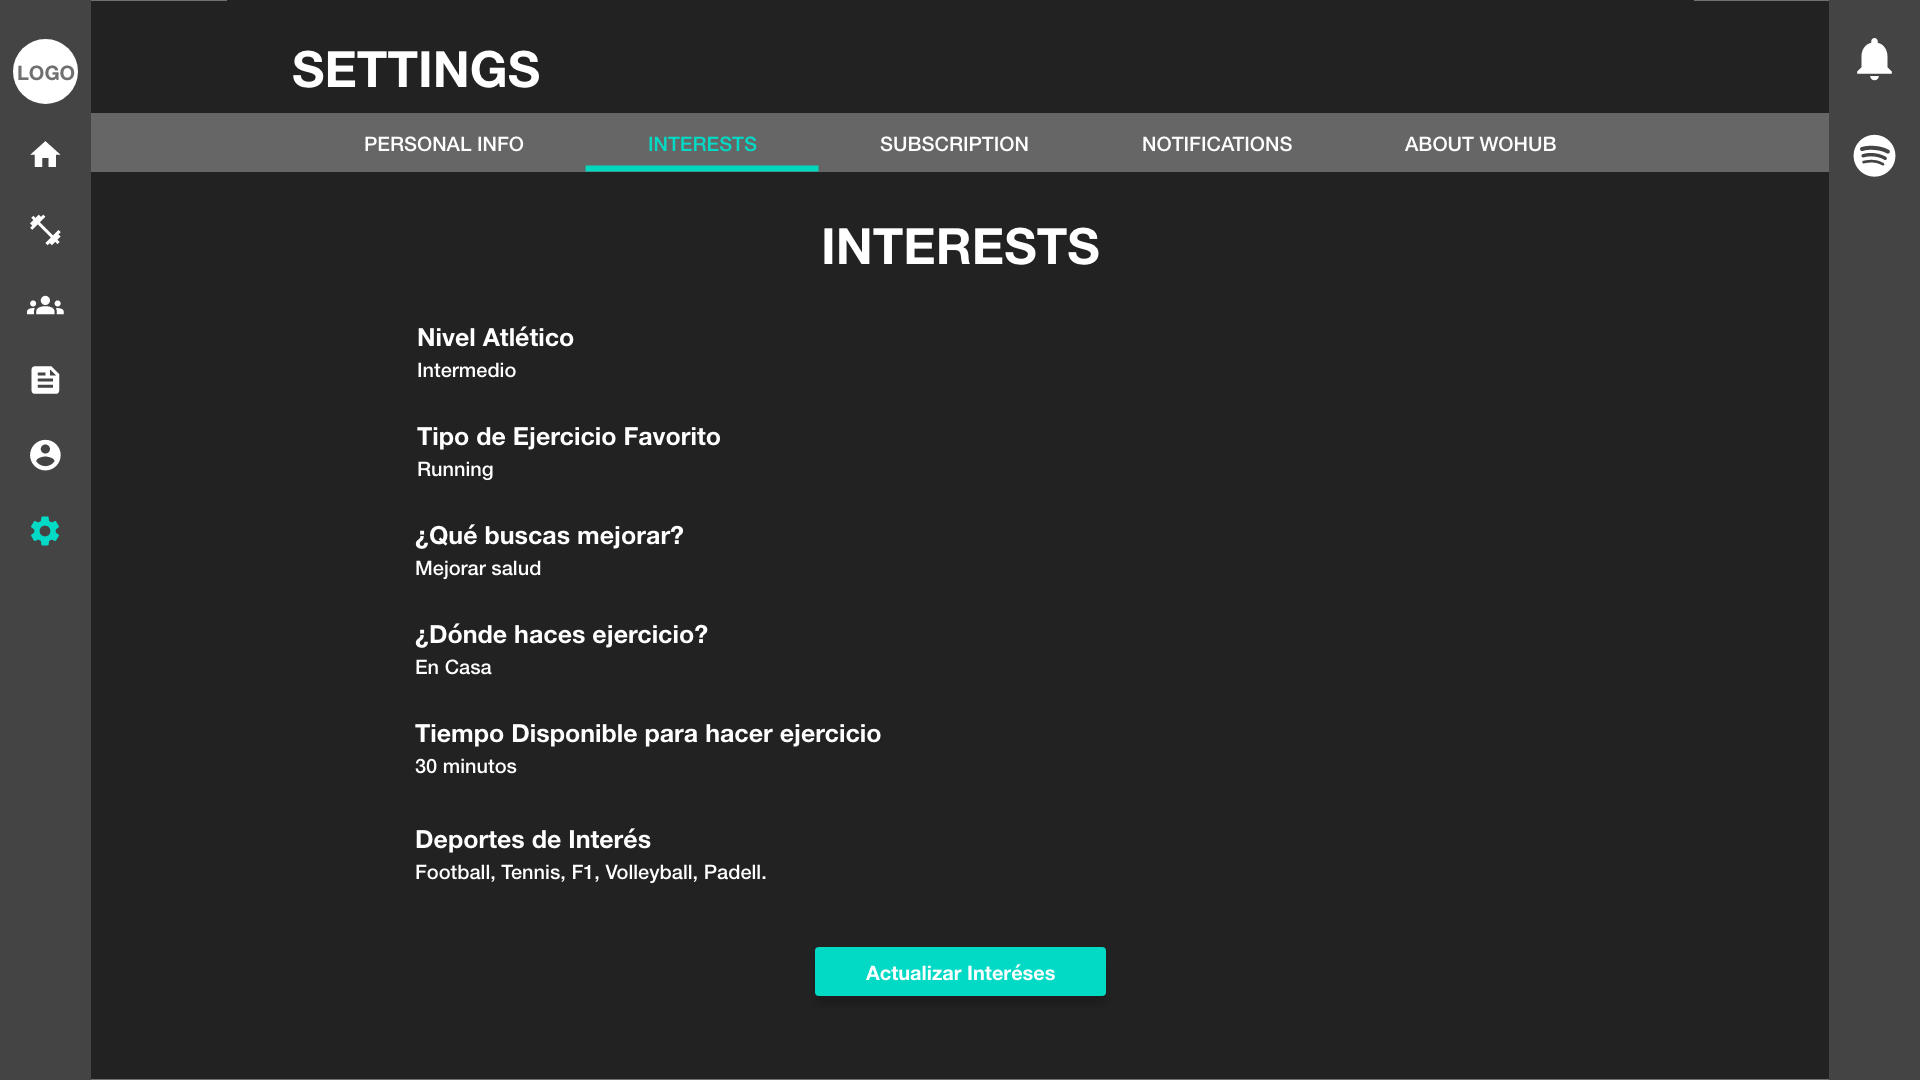 LOGO
SETTINGS
PERSONAL INFO INTERESTS SUBSCRIPTION NOTIFICATIONS ABOUT WOHUB
INTERESTS
Nivel Atlético
Intermedio
Tipo de Ejercicio Favorito
Running
¿Qué buscas mejorar?
Mejorar salud
¿Dónde haces ejercicio?
En Casa
Tiempo Disponible para hacer ejercicio
30 minutos
Deportes de Interés
Football, Tennis, F1, Volleyball, Padell.
Actualizar Interéses